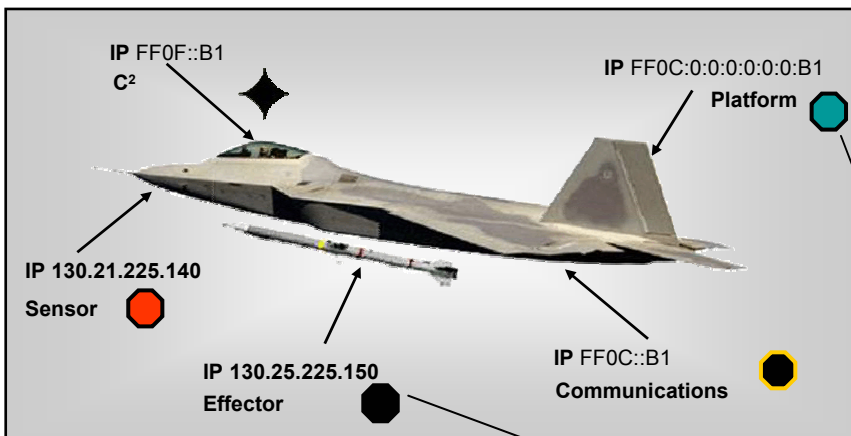 IP FF0F::B1
C²
IP FF0C:0:0:0:0:0:0:B1
Platform
IP 130.21.225.140
Sensor
IP 130.25.225.150
Effector
IP FF0C::B1
Communications